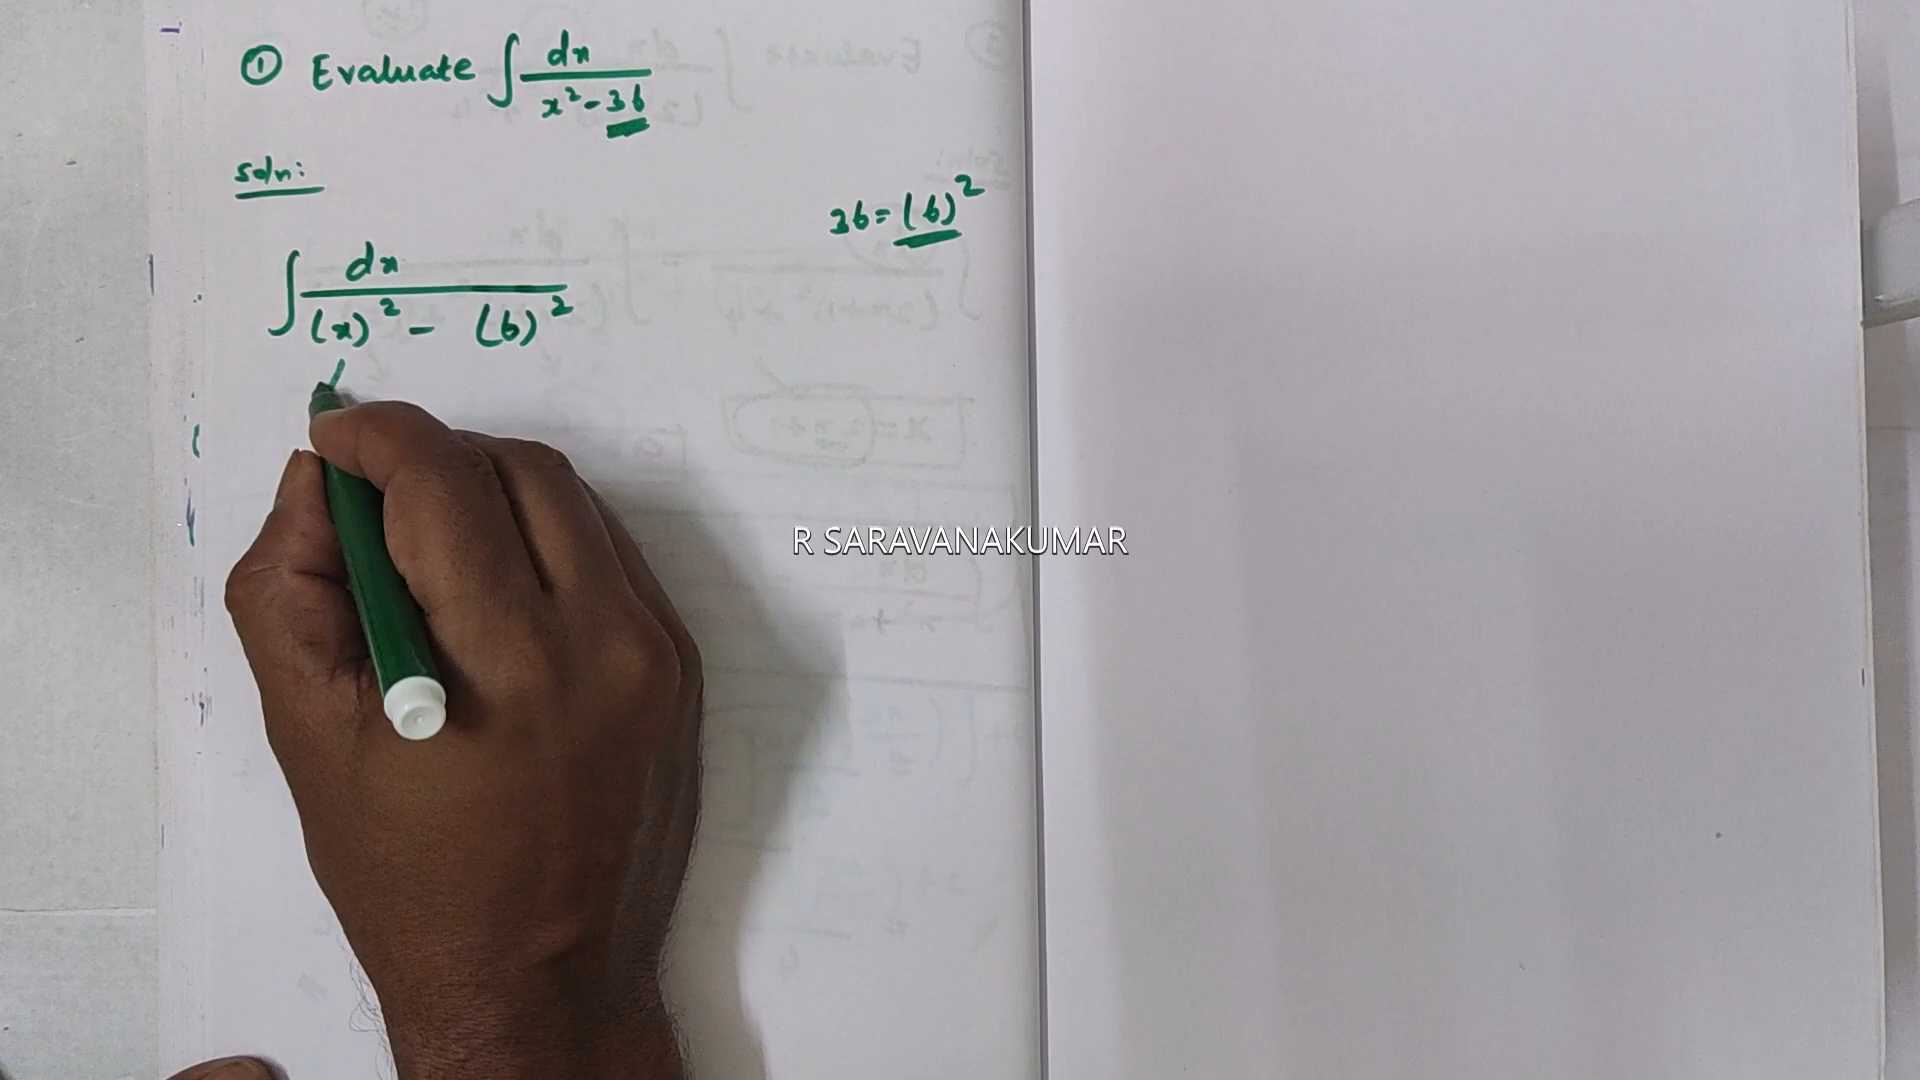 ① Evaluate ∫ dx / x² - 36
Soln:
36 = (6)²
∫ dx / (x)² - (6)²
R SARAVANAKUMAR